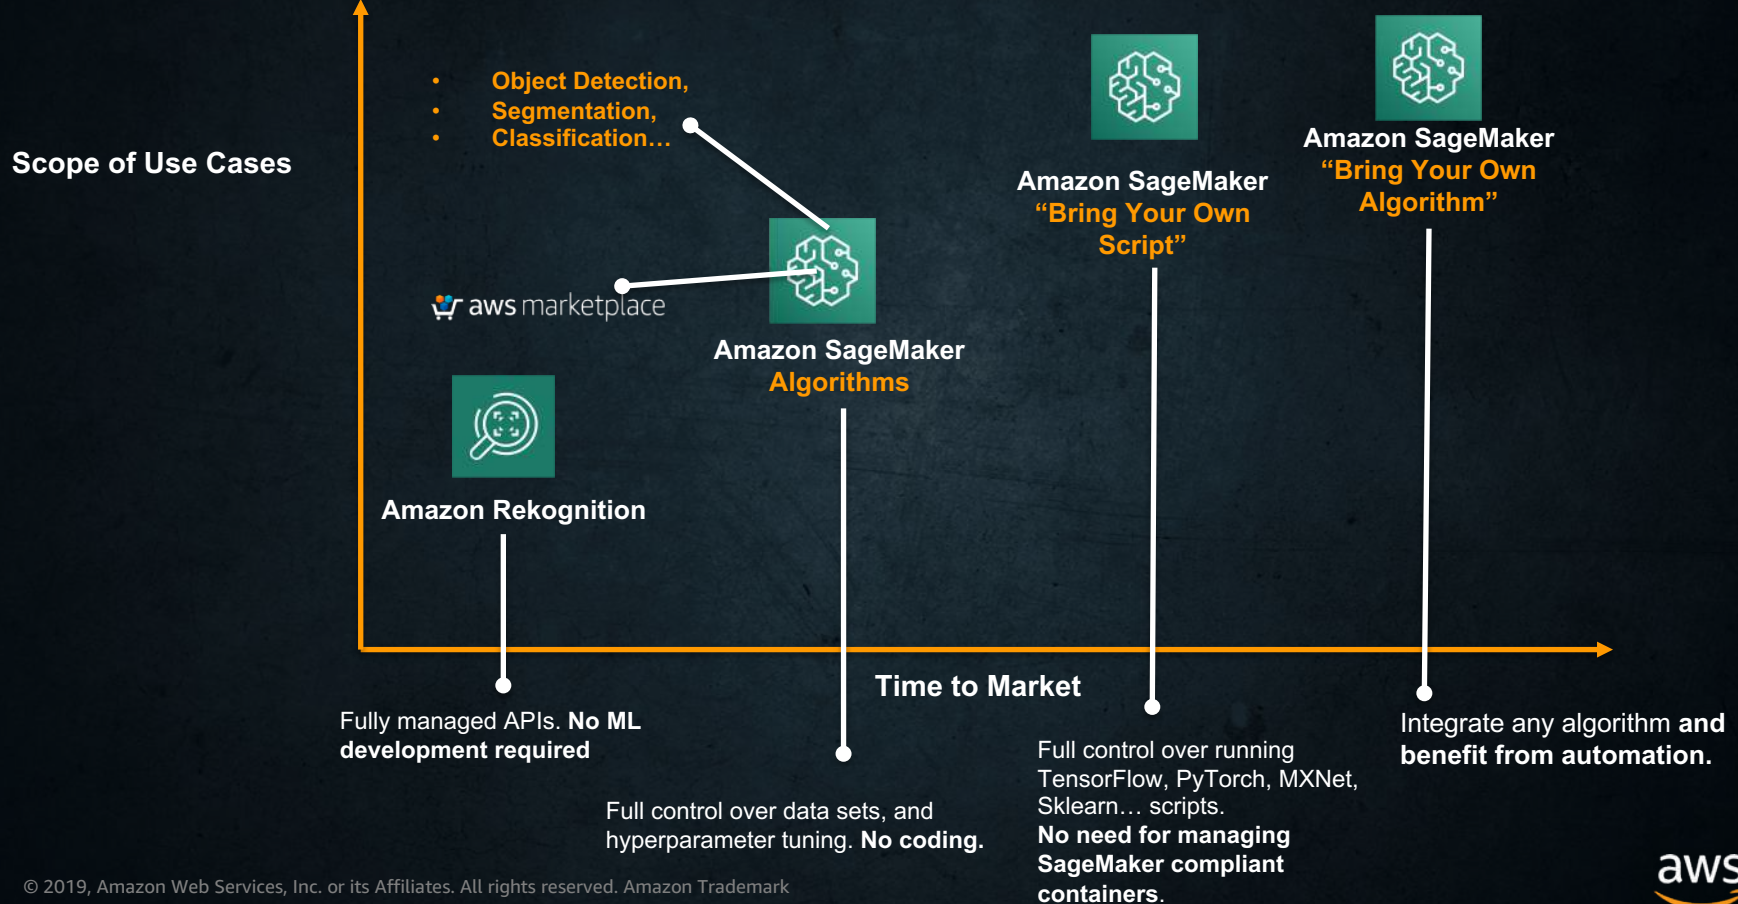 • Object Detection,
• Segmentation,
• Classification…
Scope of Use Cases
aws marketplace
Amazon SageMaker
Algorithms
Amazon SageMaker
“Bring Your Own
Script”
Amazon SageMaker
“Bring Your Own
Algorithm”
Amazon Rekognition
Time to Market
Fully managed APIs. No ML
development required
Full control over data sets, and
hyperparameter tuning. No coding.
Full control over running
TensorFlow, PyTorch, MXNet,
Sklearn… scripts.
No need for managing
SageMaker compliant
containers.
Integrate any algorithm and
benefit from automation.
© 2019, Amazon Web Services, Inc. or its Affiliates. All rights reserved. Amazon Trademark
aws